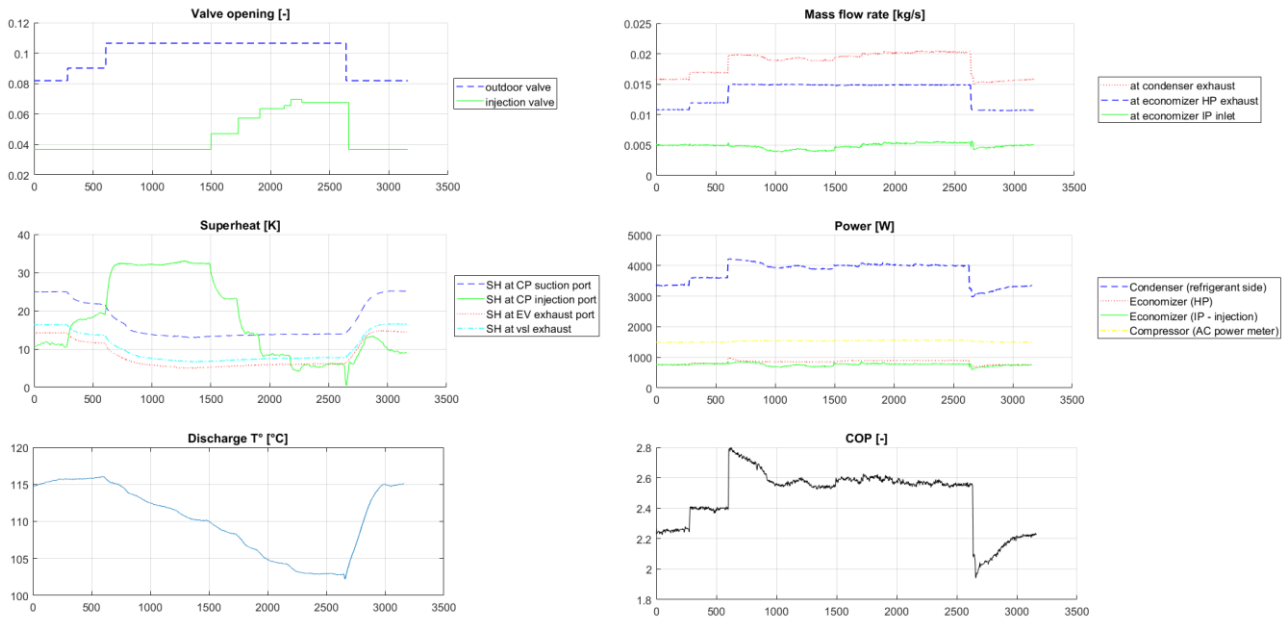 Valve opening [-]
0.12
0.1
0.08
0.06
0.04
0.02
0 500 1000 1500 2000 2500 3000 3500
outdoor valve
injection valve
Mass flow rate [kg/s]
0.025
0.02
0.015
0.01
0.005
0
0 500 1000 1500 2000 2500 3000 3500
at condenser exhaust
at economizer HP exhaust
at economizer IP inlet
Superheat [K]
40
30
20
10
0
0 500 1000 1500 2000 2500 3000 3500
SH at CP suction port
SH at CP injection port
SH at EV exhaust port
SH at vsl exhaust
Power [W]
5000
4000
3000
2000
1000
0
0 500 1000 1500 2000 2500 3000 3500
Condenser (refrigerant side)
Economizer (HP)
Economizer (IP - injection)
Compressor (AC power meter)
Discharge T° [°C]
120
115
110
105
100
0 500 1000 1500 2000 2500 3000 3500
COP [-]
2.8
2.6
2.4
2.2
2
1.8
0 500 1000 1500 2000 2500 3000 3500